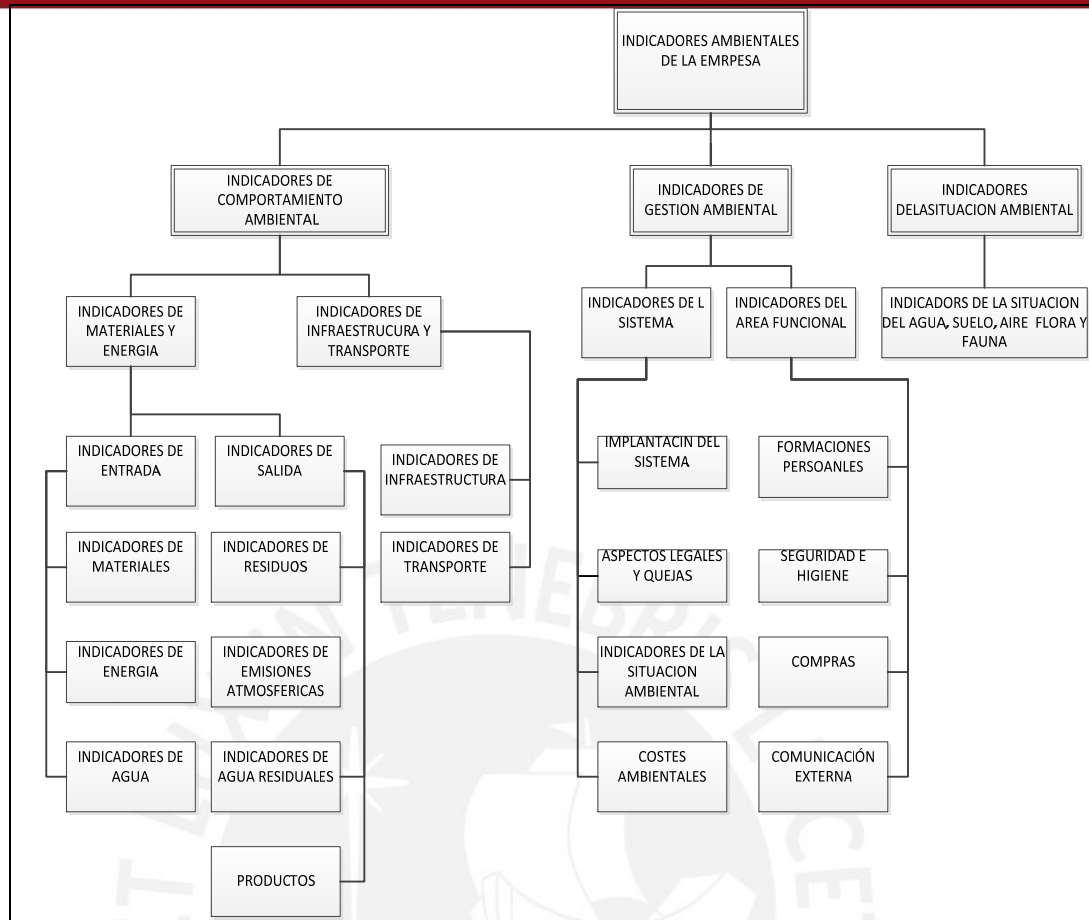 INDICADORES AMBIENTALES
DE LA EMRPESA
INDICADORES DE
COMPORTAMIENTO
AMBIENTAL
INDICADORES DE
GESTION AMBIENTAL
INDICADORES
DELASITUACION AMBIENTAL
INDICADORES DE
MATERIALES Y
ENERGIA
INDICADORES DE
INFRAESTRUCURA Y
TRANSPORTE
INDICADORES DE L
SISTEMA
INDICADORES DEL
AREA FUNCIONAL
INDICADORS DE LA SITUACION
DEL AGUA, SUELO, AIRE FLORA Y
FAUNA
INDICADORES DE
ENTRADA
INDICADORES DE
SALIDA
INDICADORES DE
INFRAESTRUCTURA
IMPLANTACIN DEL
SISTEMA
FORMACIONES
PERSOANLES
INDICADORES DE
MATERIALES
INDICADORES DE
RESIDUOS
INDICADORES DE
TRANSPORTE
ASPECTOS LEGALES
Y QUEJAS
SEGURIDAD E
HIGIENE
INDICADORES DE
ENERGIA
INDICADORES DE
EMISIONES
ATMOSFERICAS
INDICADORES DE LA
SITUACION
AMBIENTAL
COMPRAS
INDICADORES DE
AGUA
INDICADORES DE
AGUA RESIDUALES
COSTES
AMBIENTALES
COMUNICACIÓN
EXTERNA
PRODUCTOS